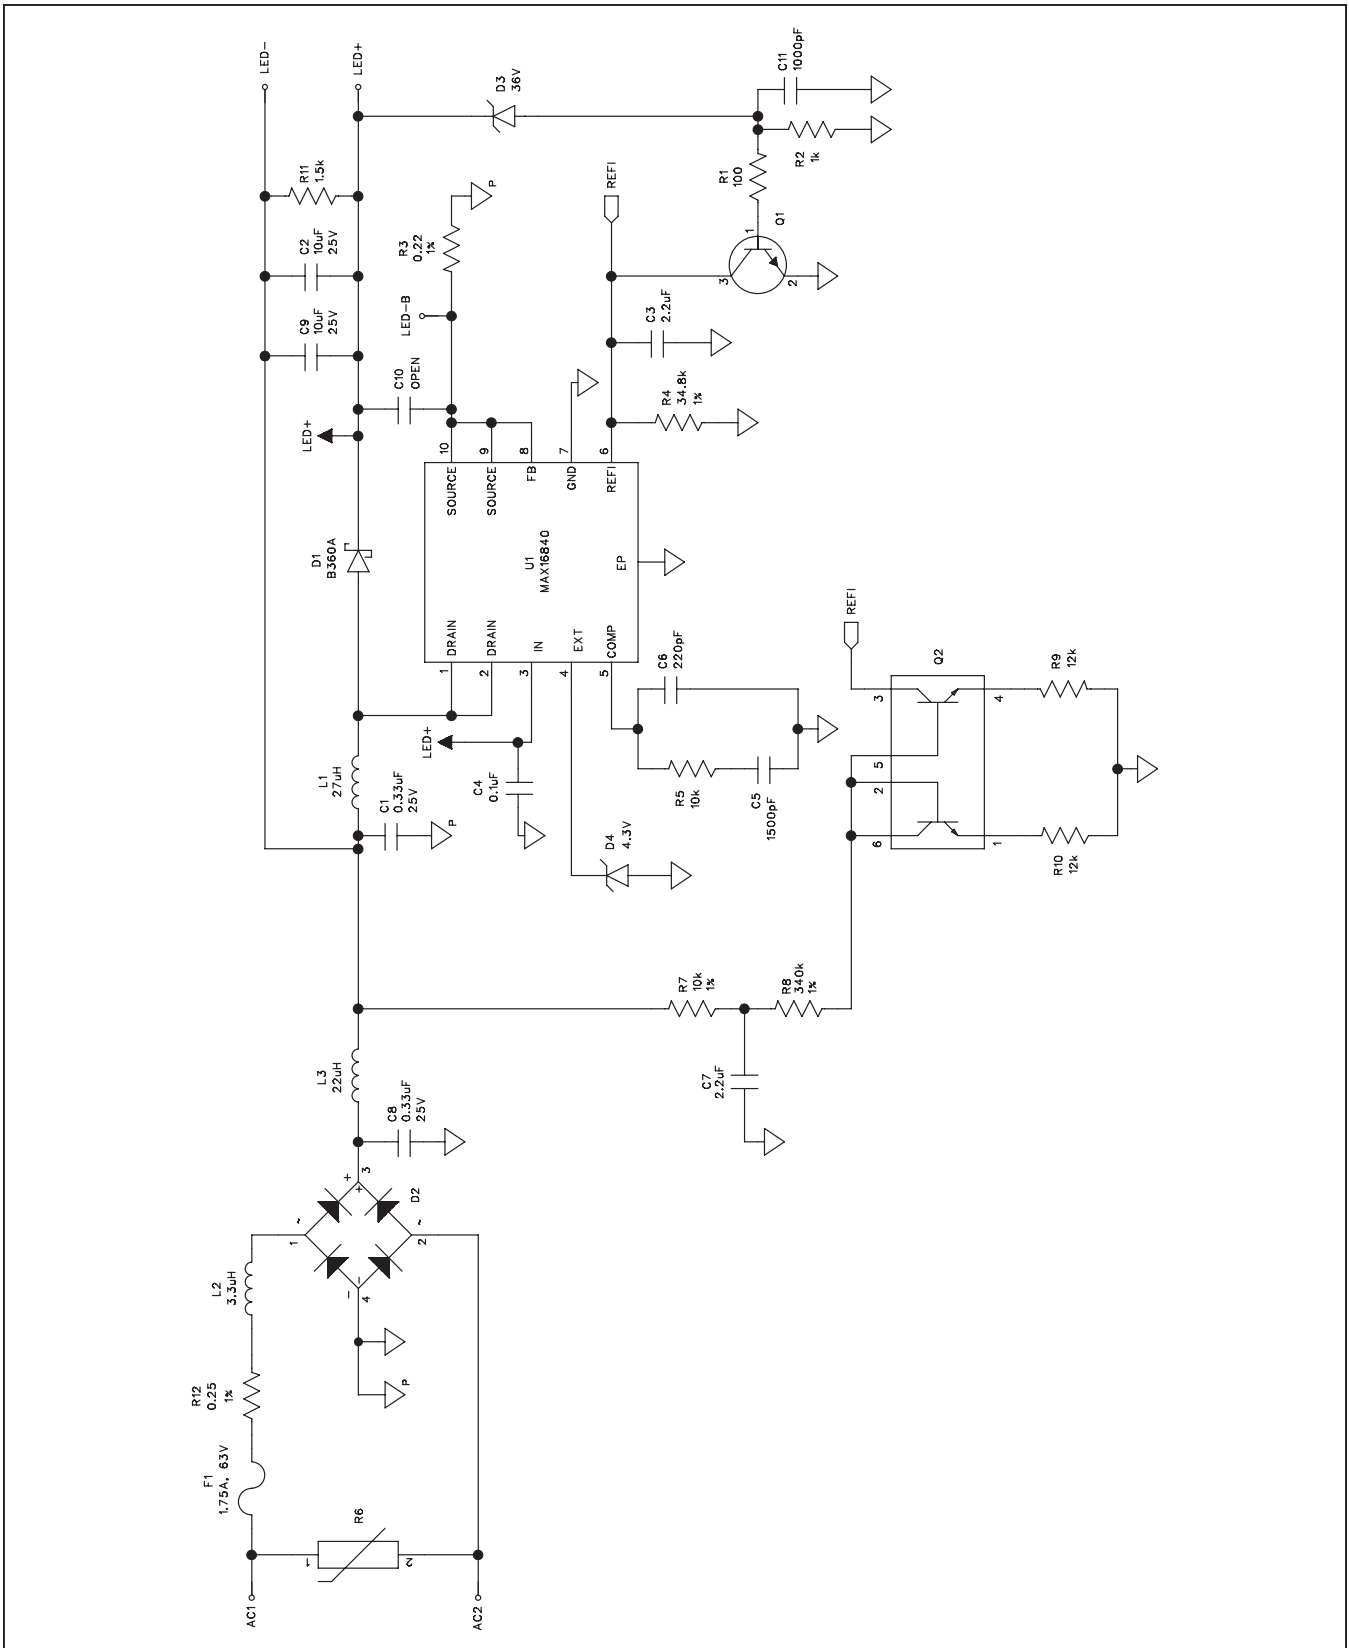 AC1
AC2
F1
1.75A, 63V
R6
1
2
R12
0.25
1%
L2
3.3uH
D2
1
~
2
~
3
+
+
4
-
-
P
C8
0.33uF
25V
L3
22uH
R7
10k
1%
C7
2.2uF
R8
340k
1%
C1
0.33uF
25V
P
L1
27uH
LED+
C4
0.1uF
D4
4.3V
R5
10k
C5
1500pF
C6
220pF
U1
MAX16840
1
DRAIN
2
DRAIN
3
IN
4
EXT
5
COMP
EP
10
SOURCE
9
SOURCE
8
FB
7
GND
6
REFI
D1
B360A
LED+
C10
OPEN
C9
10uF
25V
C2
10uF
25V
R11
1.5k
LED-
LED+
LED-B
R3
0.22
1%
P
R4
34.8k
1%
C3
2.2uF
REFI
D3
36V
Q1
1
2
3
R1
100
R2
1k
C11
1000pF
REFI
Q2
6
2
5
3
1
4
R10
12k
R9
12k